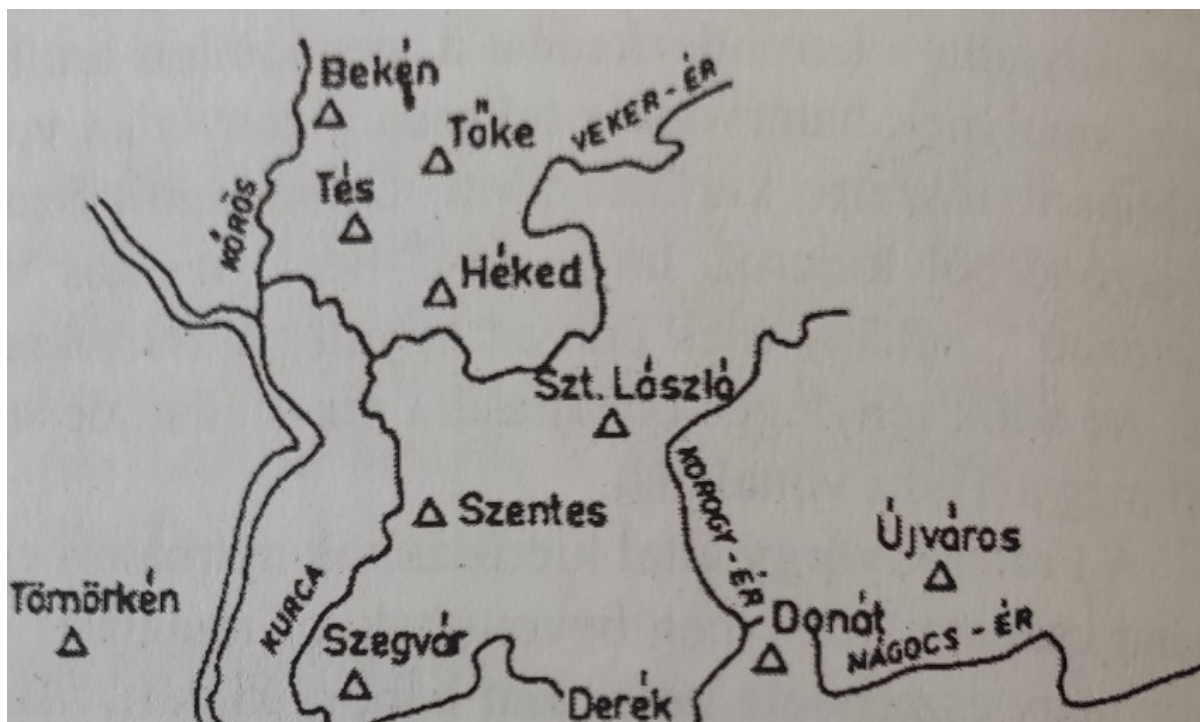 Bekén
Tőke
VEKER-ÉR
Tés
KÖRÖS
Héked
Szt. László
KOROGY-ÉR
Szentes
Újváros
Tömörkén
KURCA
Szegvár
Donát
NÁGOCS-ÉR
Derék